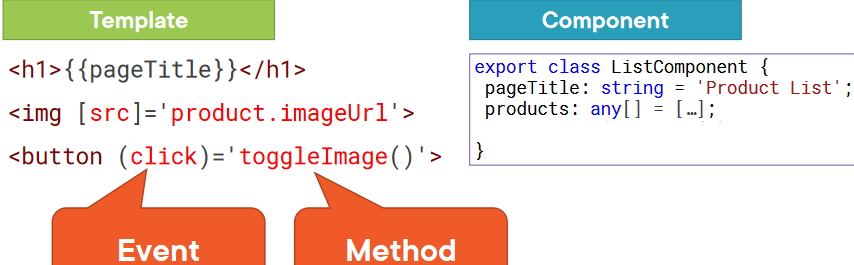 Template
<h1>{{pageTitle}}</h1>
<img [src]='product.imageUrl'>
<button (click)='toggleImage()'>
Event
Method
Component
export class ListComponent {
pageTitle: string = 'Product List';
products: any[] = […];
}